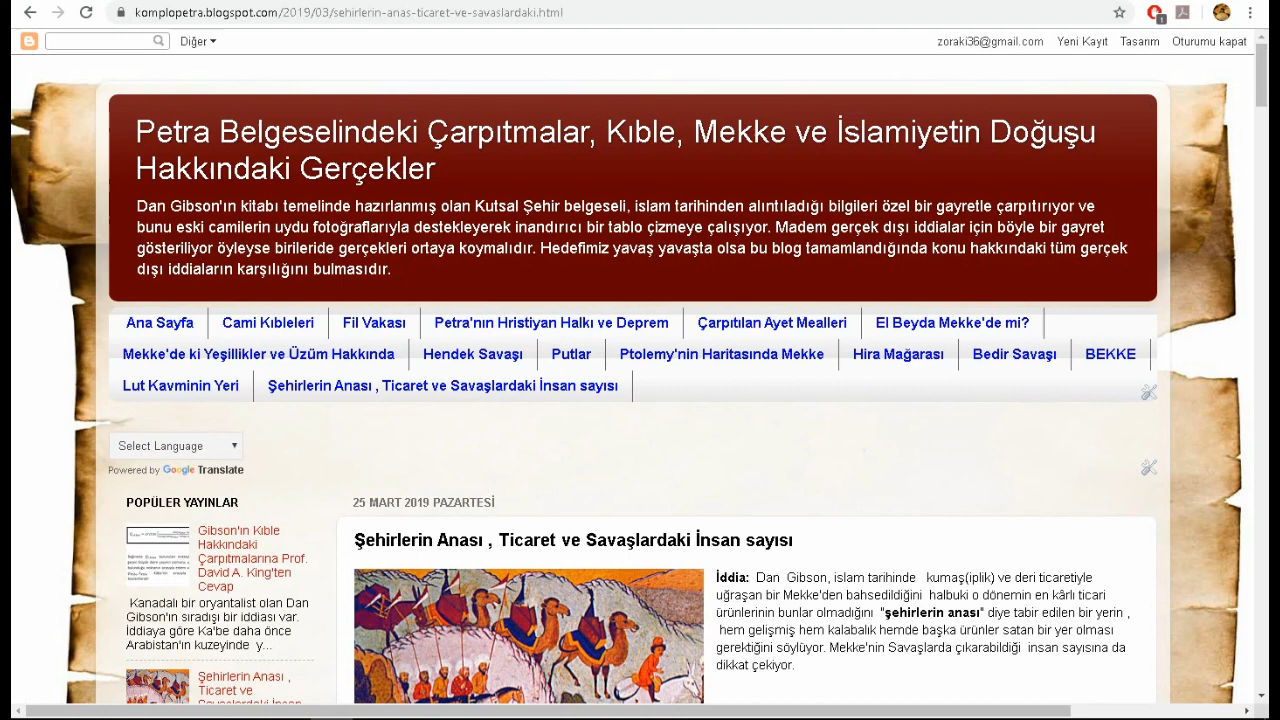 komplopetra.blogspot.com/2019/03/sehirlerin-anas-ticaret-ve-savaslardaki.html
1
Diğer
zoraki36@gmail.com Yeni Kayıt Tasarım Oturumu kapat
Petra Belgeselindeki Çarpıtmalar, Kıble, Mekke ve İslamiyetin Doğuşu
Hakkındaki Gerçekler
Dan Gibson'ın kitabı temelinde hazırlanmış olan Kutsal Şehir belgeseli, islam tarihinden alıntıladığı bilgileri özel bir gayretle çarpıtırıyor ve
bunu eski camilerin uydu fotoğraflarıyla destekleyerek inandırıcı bir tablo çizmeye çalışıyor. Madem gerçek dışı iddialar için böyle bir gayret
gösteriliyor öyleyse birileride gerçekleri ortaya koymalıdır. Hedefimiz yavaş yavaşta olsa bu blog tamamlandığında konu hakkındaki tüm gerçek
dışı iddiaların karşılığını bulmasıdır.
Ana Sayfa Cami Kıbleleri Fil Vakası Petra'nın Hristiyan Halkı ve Deprem Çarpıtılan Ayet Mealleri El Beyda Mekke'de mi?
Mekke'de ki Yeşillikler ve Üzüm Hakkında Hendek Savaşı Putlar Ptolemy'nin Haritasında Mekke Hira Mağarası Bedir Savaşı BEKKE
Lut Kavminin Yeri Şehirlerin Anası , Ticaret ve Savaşlardaki İnsan sayısı
Select Language
Powered by Google Translate
POPÜLER YAYINLAR
Gibson'ın Kıble
Hakkındaki
Çarpıtmalarına Prof.
David A. King'ten
Cevap
Kanadalı bir oryantalist olan Dan
Gibson'ın sıradışı bir iddiası var.
İddiaya göre Ka'be daha önce
Arabistan'ın kuzeyinde y...
Şehirlerin Anası ,
Ticaret ve
Savaşlardaki İnsan
25 MART 2019 PAZARTESİ
Şehirlerin Anası , Ticaret ve Savaşlardaki İnsan sayısı
İddia: Dan Gibson, islam tarihinde kumaş(iplik) ve deri ticaretiyle
uğraşan bir Mekke'den bahsedildiğini halbuki o dönemin en kârlı ticari
ürünlerinin bunlar olmadığını "şehirlerin anası" diye tabir edilen bir yerin ,
hem gelişmiş hem kalabalık hemde başka ürünler satan bir yer olması
gerektiğini söylüyor. Mekke'nin Savaşlarda çıkarabildiği insan sayısına da
dikkat çekiyor.